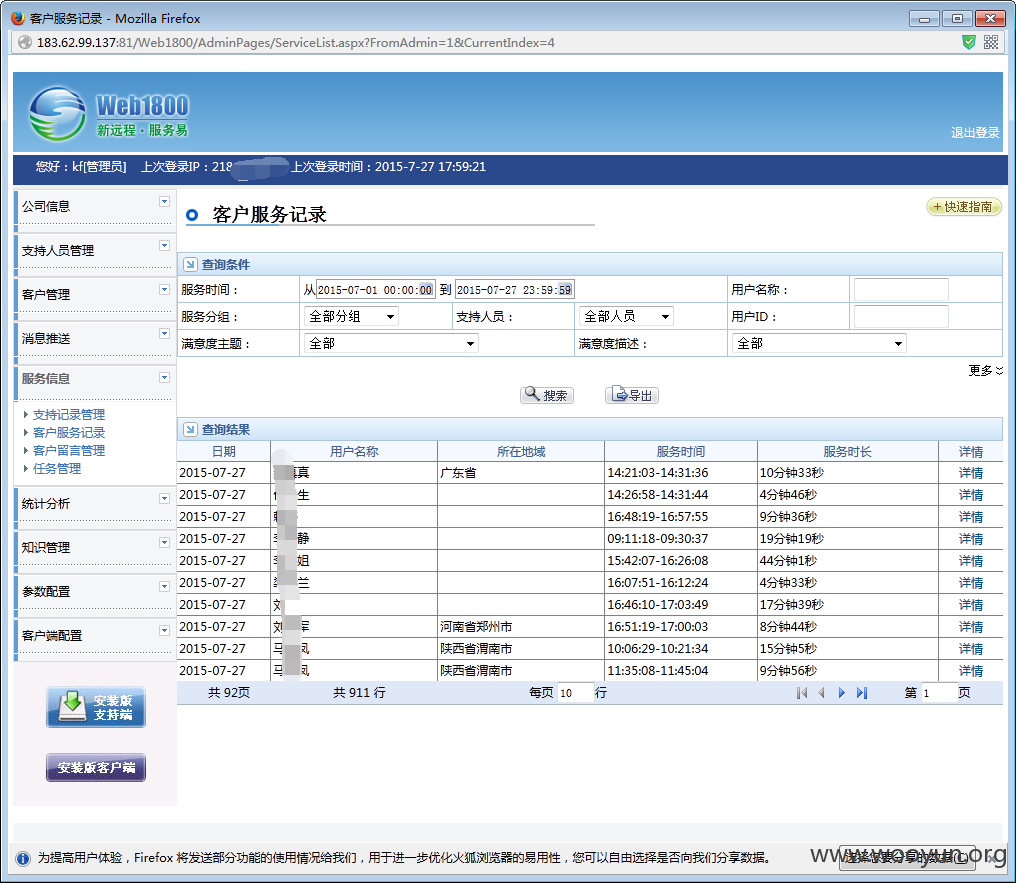 客户服务记录 - Mozilla Firefox
183.62.99.137:81/Web1800/AdminPages/ServiceList.aspx?FromAdmin=1&CurrentIndex=4
Web1800
新远程·服务易
退出登录
您好：kf[管理员] 上次登录IP：218 上次登录时间：2015-7-27 17:59:21
公司信息
支持人员管理
客户管理
消息推送
服务信息
支持记录管理
客户服务记录
客户留言管理
任务管理
统计分析
知识管理
参数配置
客户端配置
安装版
支持端
安装版客户端
客户服务记录
+快速指南
查询条件
服务时间： 从 2015-07-01 00:00:00 到 2015-07-27 23:59:59 用户名称：
服务分组： 全部分组 支持人员： 全部人员 用户ID：
满意度主题： 全部 满意度描述： 全部
更多
搜索 导出
查询结果
日期 用户名称 所在地域 服务时间 服务时长 详情
2015-07-27 真 广东省 14:21:03-14:31:36 10分钟33秒 详情
2015-07-27 生 14:26:58-14:31:44 4分钟46秒 详情
2015-07-27 16:48:19-16:57:55 9分钟36秒 详情
2015-07-27 静 09:11:18-09:30:37 19分钟19秒 详情
2015-07-27 姐 15:42:07-16:26:08 44分钟1秒 详情
2015-07-27 兰 16:07:51-16:12:24 4分钟33秒 详情
2015-07-27 刘 16:46:10-17:03:49 17分钟39秒 详情
2015-07-27 刘 军 河南省郑州市 16:51:19-17:00:03 8分钟44秒 详情
2015-07-27 马 凤 陕西省渭南市 10:06:29-10:21:34 15分钟5秒 详情
2015-07-27 马 凤 陕西省渭南市 11:35:08-11:45:04 9分钟56秒 详情
共 92页 共 911 行 每页 10 行 第 1 页
为提高用户体验，Firefox 将发送部分功能的使用情况给我们，用于进一步优化火狐浏览器的易用性，您可以自由选择是否向我们分享数据。
选择您要分享的数据(C)
www.wooyun.org